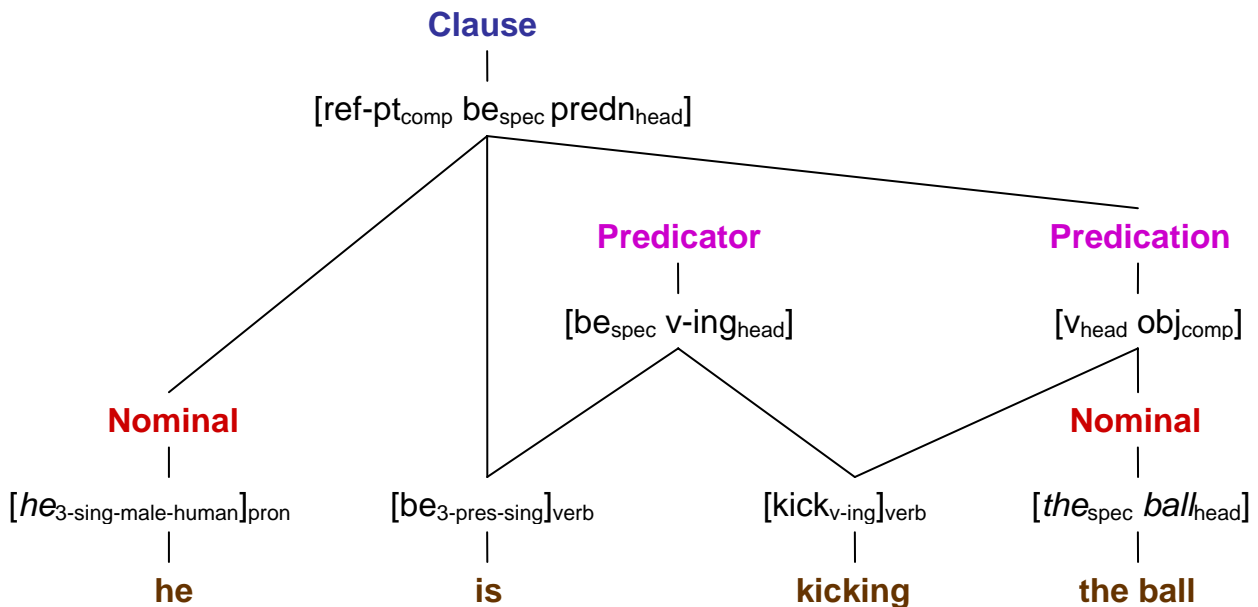 Clause
[ref-pt_comp be_spec predn_head]
Predicator Predication
[be_spec v-ing_head] [v_head obj_comp]
Nominal Nominal
[he_3-sing-male-human]_pron [be_3-pres-sing]_verb [kick_v-ing]_verb [the_spec ball_head]
he is kicking the ball